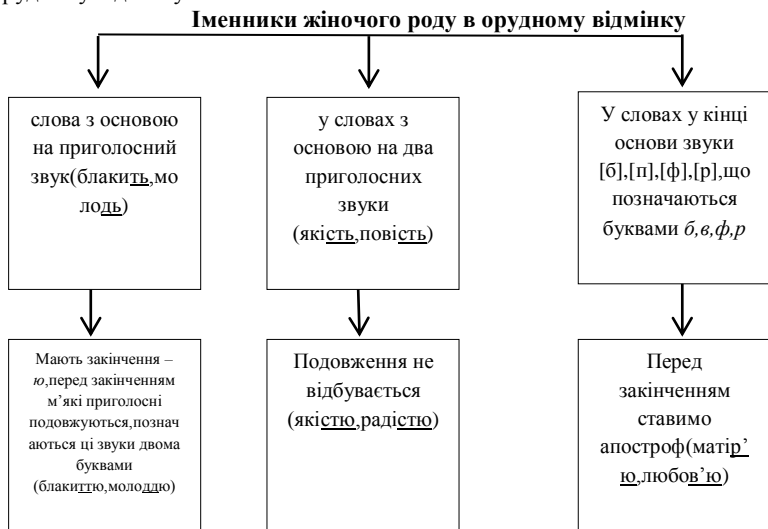 Іменники жіночого роду в орудному відмінку
слова з основою
на приголосний
звук(блакить,мо
лодь)
у словах з
основою на два
приголосних
звуки
(якість,повість)
У словах у кінці
основи звуки
[б],[п],[ф],[р],що
позначаються
буквами б,в,ф,р
Мають закінчення –
ю,перед закінченням
м’які приголосні
подовжуються,познач
аються ці звуки двома
буквами
(блакиттю,молоддю)
Подовження не
відбувається
(якістю,радістю)
Перед
закінченням
ставимо
апостроф(матір’
ю,любов’ю)